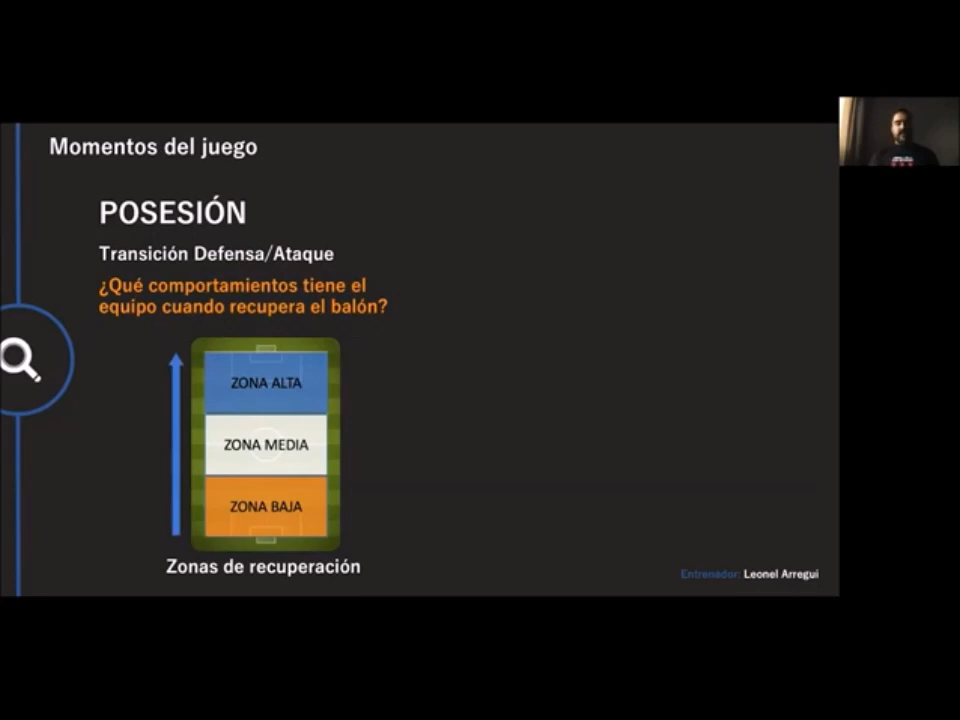 Momentos del juego
POSESIÓN
Transición Defensa/Ataque
¿Qué comportamientos tiene el
equipo cuando recupera el balón?
ZONA ALTA
ZONA MEDIA
ZONA BAJA
Zonas de recuperación
Entrenador: Leonel Arregui